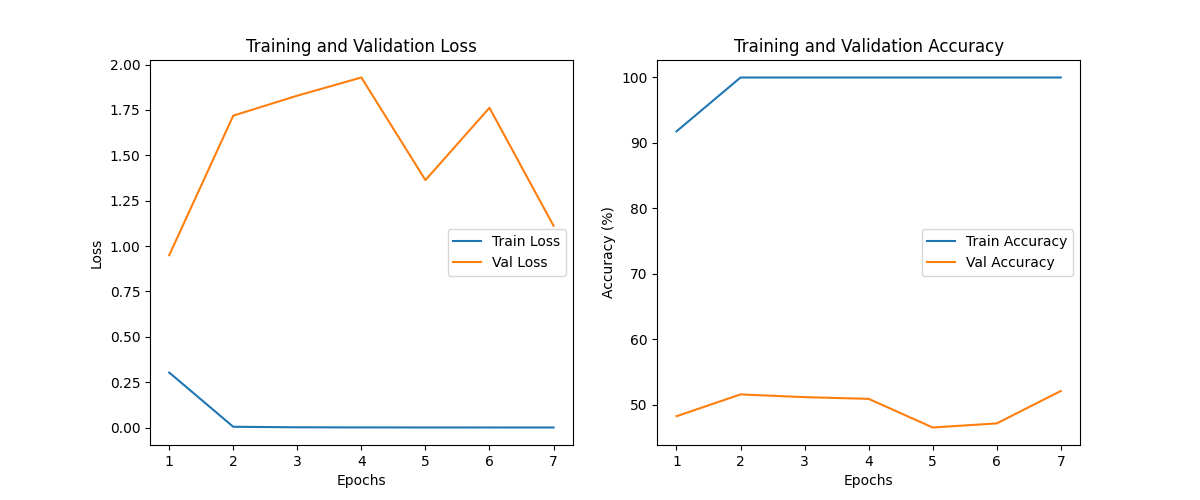 Training and Validation Loss
2.00
1.75
1.50
1.25
1.00
0.75
0.50
0.25
0.00
Loss
1 2 3 4 5 6 7
Epochs
Train Loss
Val Loss
Training and Validation Accuracy
100
90
80
70
60
50
Accuracy (%)
1 2 3 4 5 6 7
Epochs
Train Accuracy
Val Accuracy